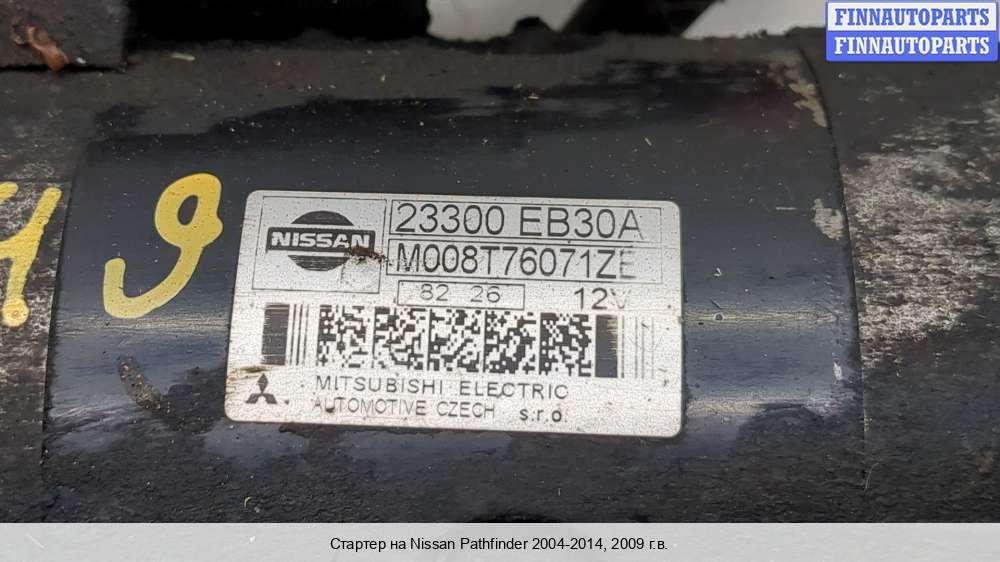 FINNAUTOPARTS
FINNAUTOPARTS
9
NISSAN
23300 EB30A
M008T76071ZE
82 26 12V
MITSUBISHI ELECTRIC
AUTOMOTIVE CZECH s.r.o.
Стартер на Nissan Pathfinder 2004-2014, 2009 г.в.